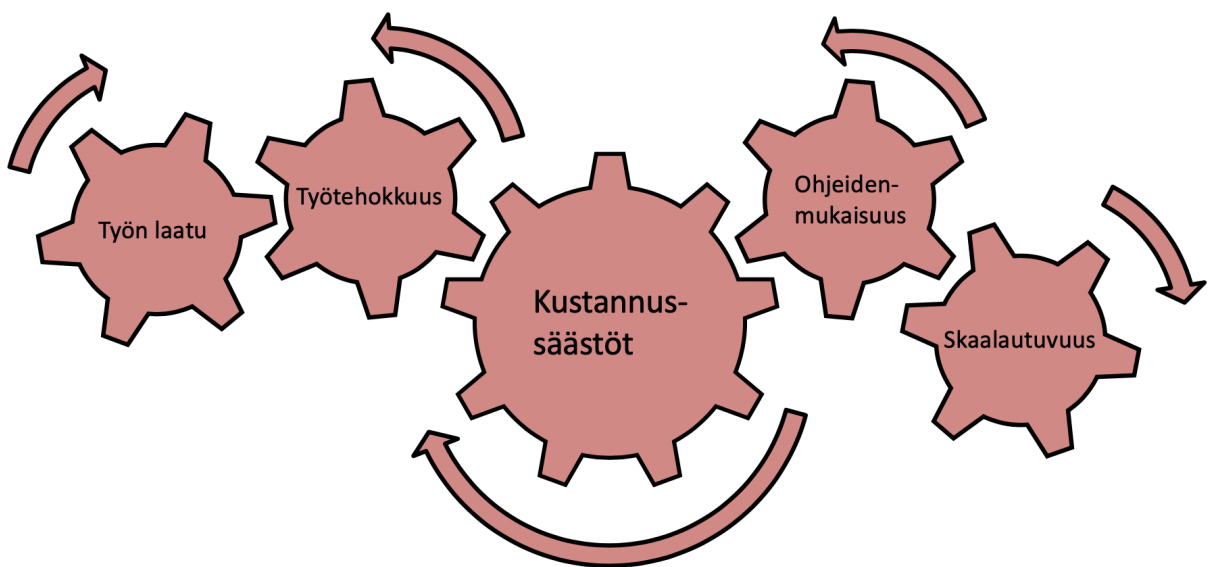 Työn laatu
Työtehokkuus
Kustannus-
säästöt
Ohjeiden-
mukaisuus
Skaalautuvuus